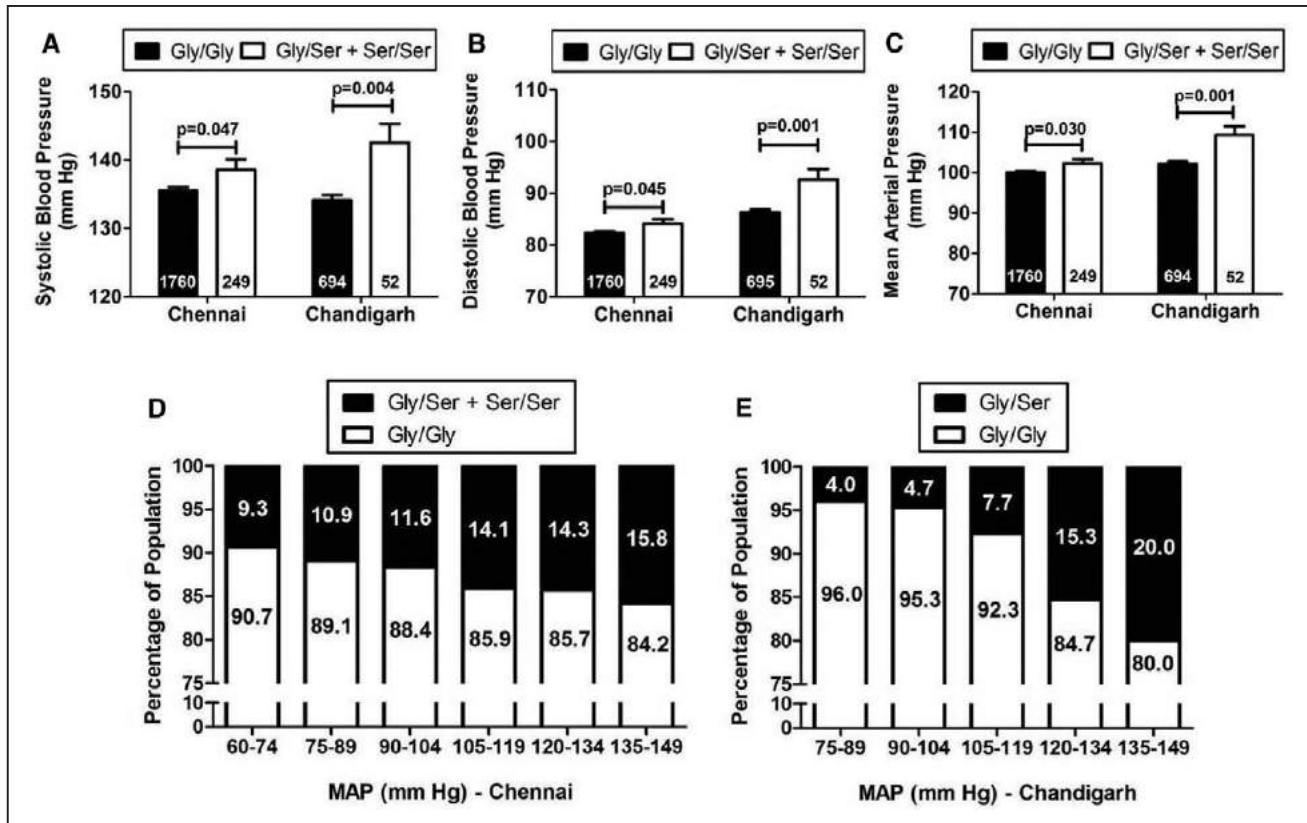 A
Gly/Gly Gly/Ser + Ser/Ser
Systolic Blood Pressure
(mm Hg)
150
140
130
120
p=0.047
p=0.004
1760 249 694 52
Chennai Chandigarh
B
Gly/Gly Gly/Ser + Ser/Ser
Diastolic Blood Pressure
(mm Hg)
110
100
90
80
70
p=0.045
p=0.001
1760 249 695 52
Chennai Chandigarh
C
Gly/Gly Gly/Ser + Ser/Ser
Mean Arterial Pressure
(mm Hg)
120
110
100
90
80
70
p=0.030
p=0.001
1760 249 694 52
Chennai Chandigarh
D
Gly/Ser + Ser/Ser
Gly/Gly
Percentage of Population
100
95
90
85
80
75
10
0
9.3 10.9 11.6 14.1 14.3 15.8
90.7 89.1 88.4 85.9 85.7 84.2
60-74 75-89 90-104 105-119 120-134 135-149
MAP (mm Hg) - Chennai
E
Gly/Ser
Gly/Gly
Percentage of Population
100
95
90
85
80
75
10
0
4.0 4.7 7.7 15.3 20.0
96.0 95.3 92.3 84.7 80.0
75-89 90-104 105-119 120-134 135-149
MAP (mm Hg) - Chandigarh